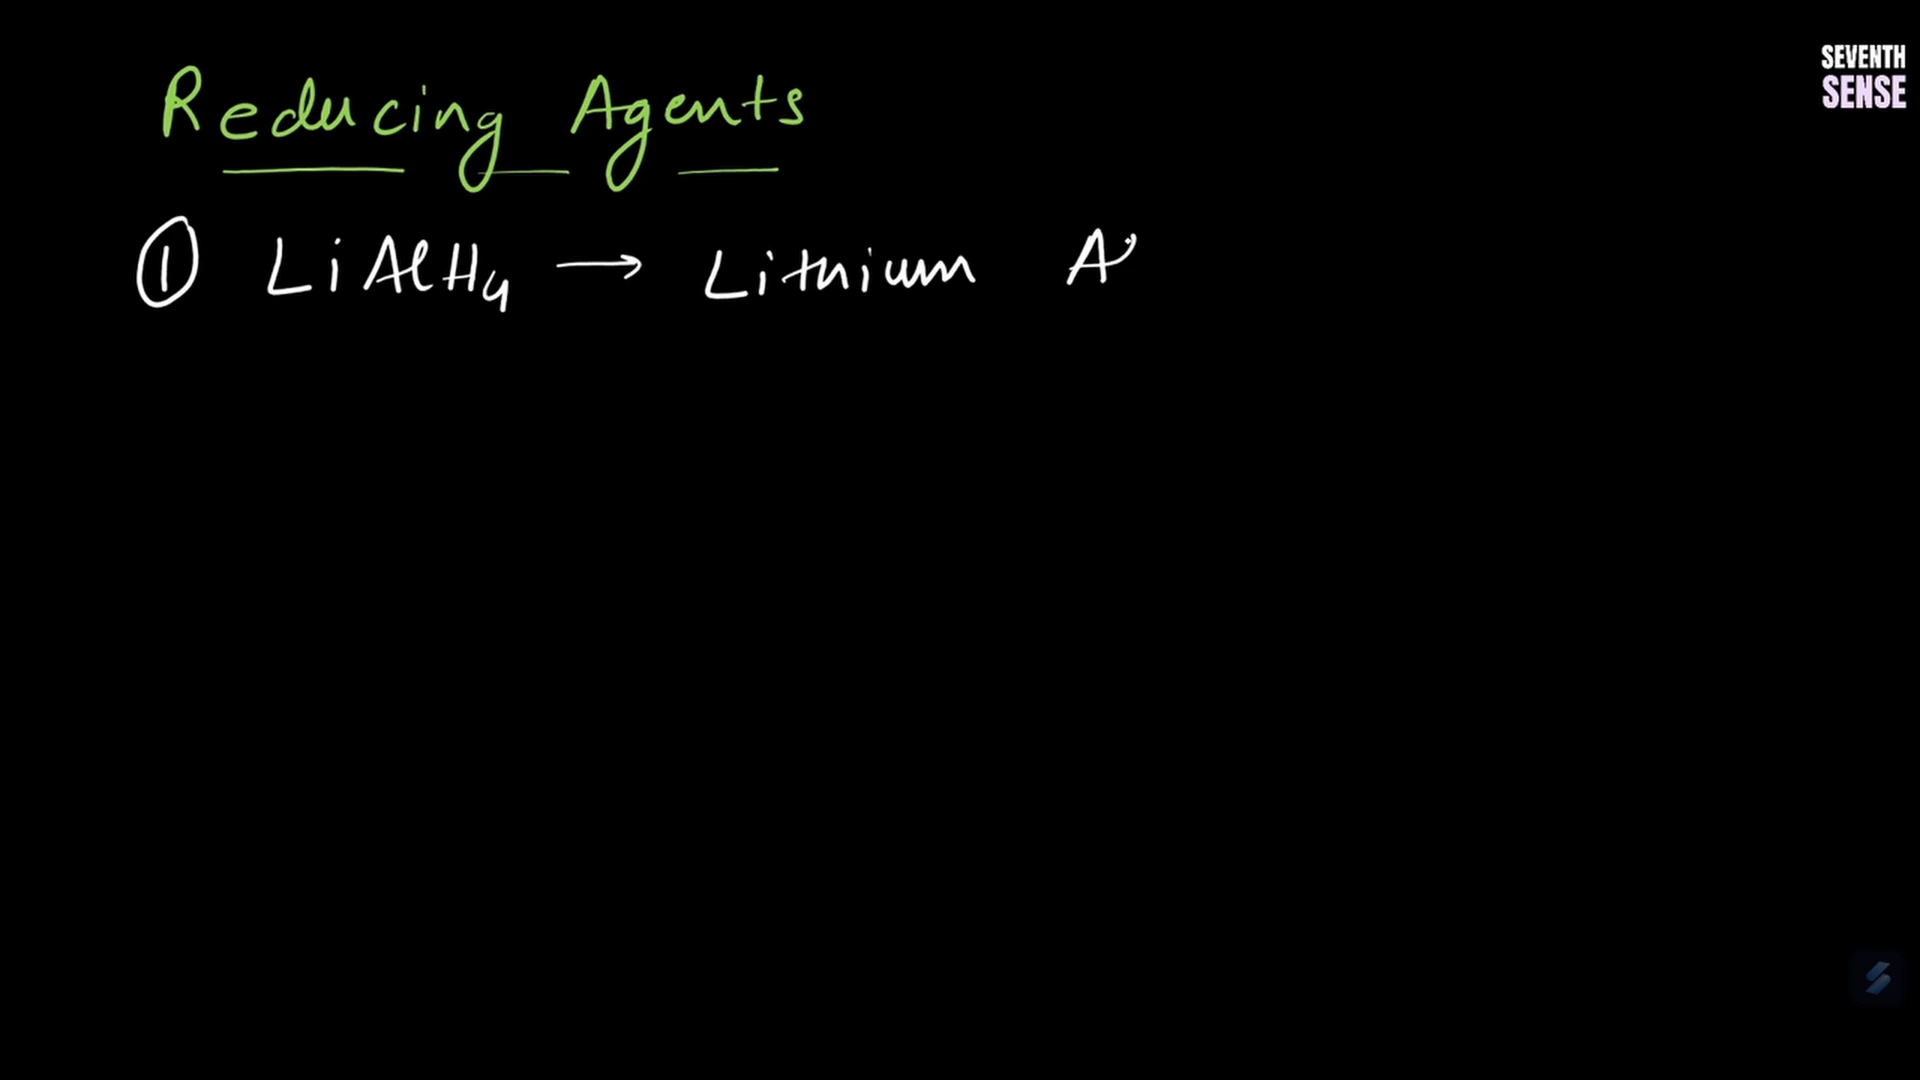 Reducing Agents
① LiAlH₄ → Lithium A
SEVENTH
SENSE